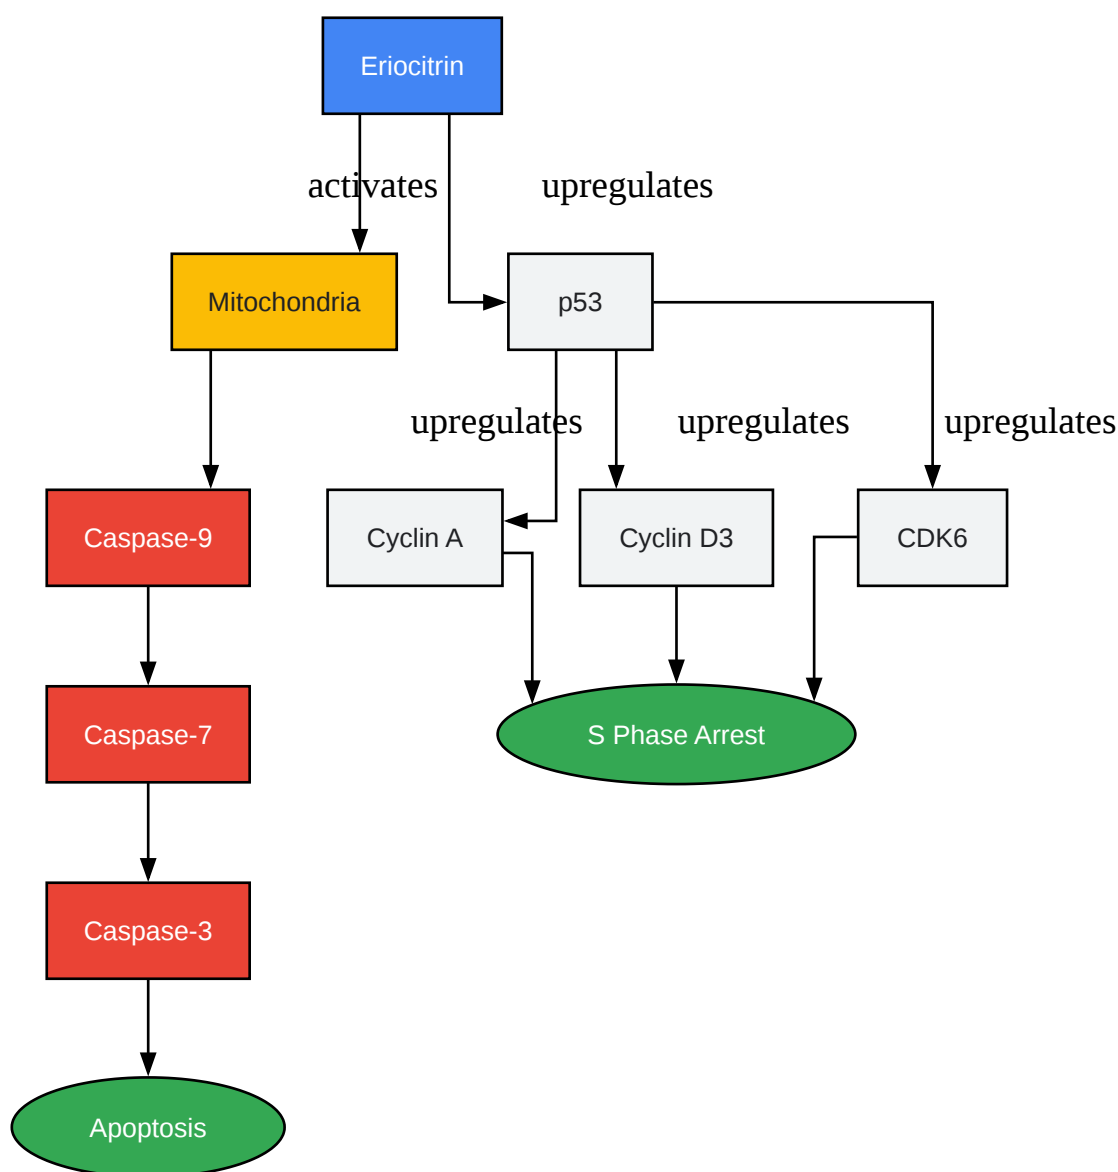 Eriocitrin
activates
upregulates
Mitochondria
p53
upregulates
upregulates
upregulates
Caspase-9
Cyclin A
Cyclin D3
CDK6
Caspase-7
S Phase Arrest
Caspase-3
Apoptosis